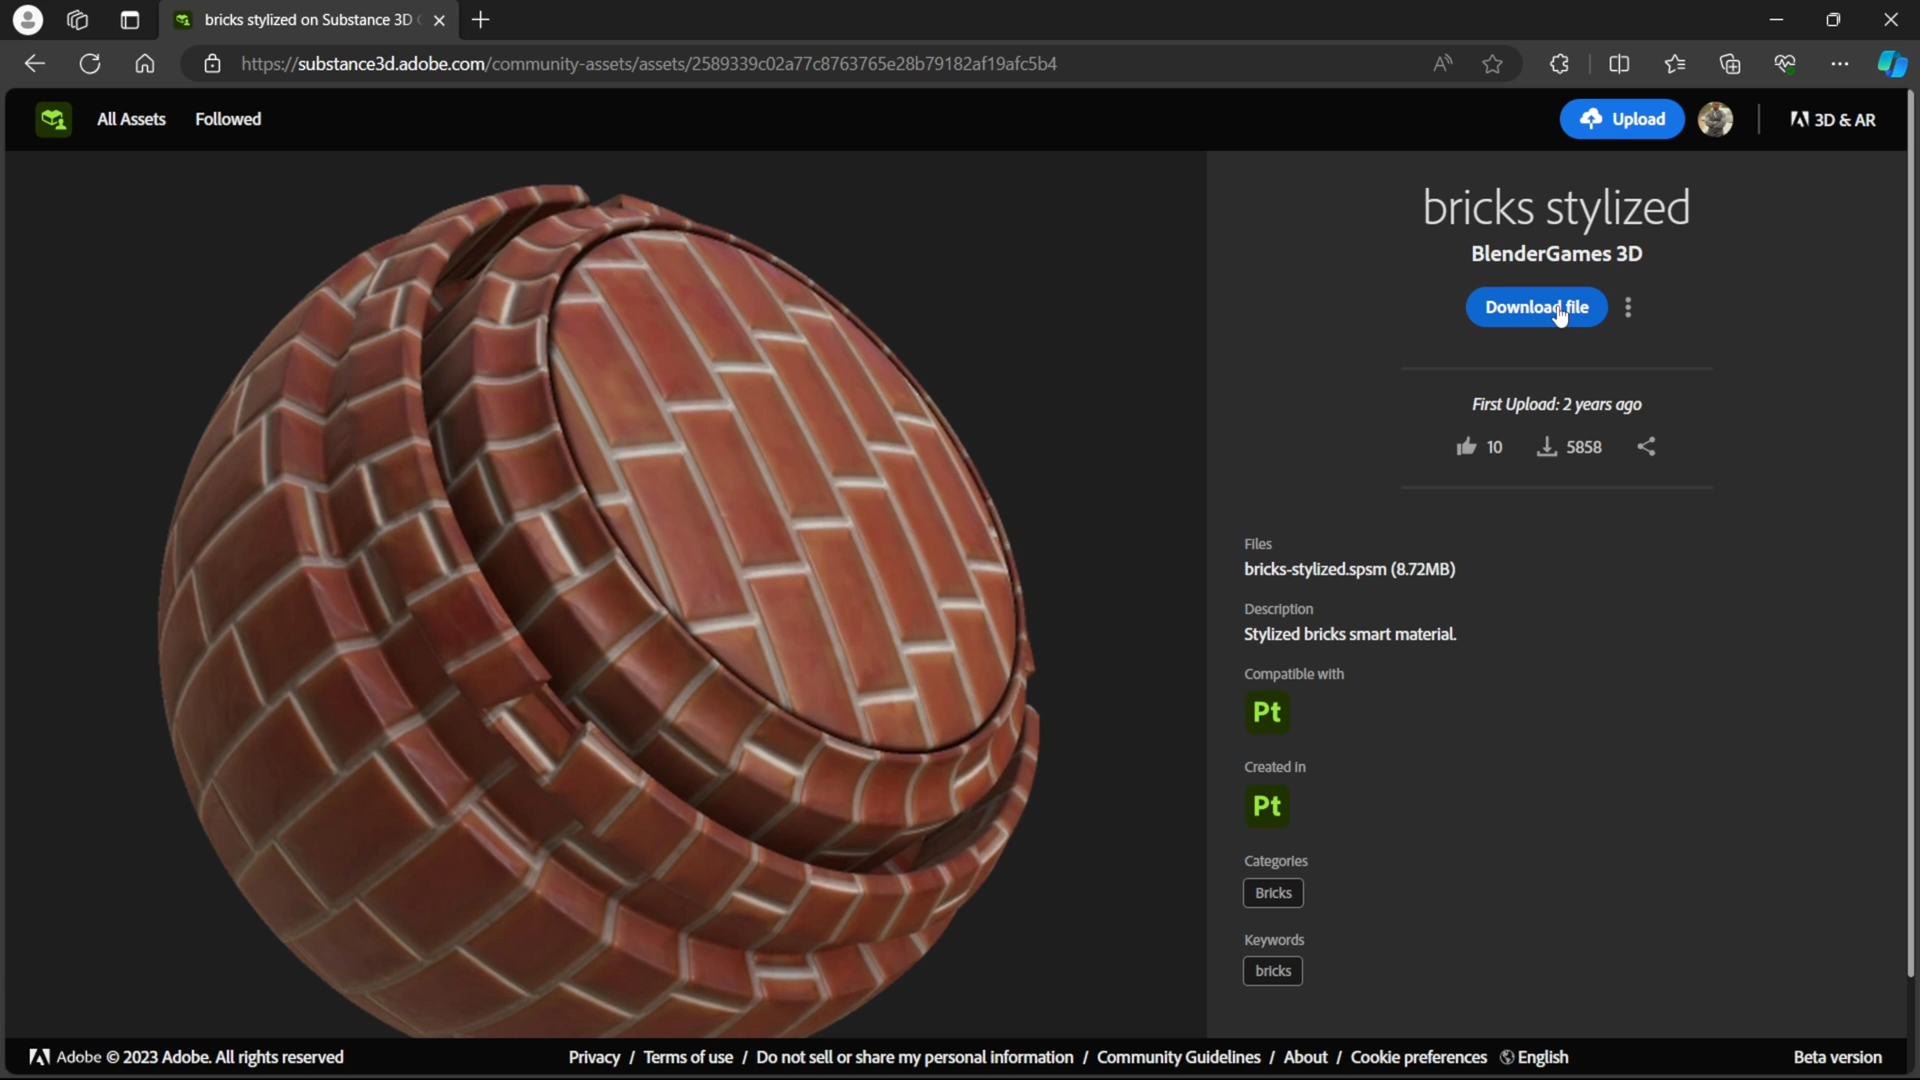 bricks stylized on Substance 3D
https://substance3d.adobe.com/community-assets/assets/2589339c02a77c8763765e28b79182af19afc5b4
All Assets
Followed
Upload
3D & AR
bricks stylized
BlenderGames 3D
Download file
First Upload: 2 years ago
10
5858
Files
bricks-stylized.spsm (8.72MB)
Description
Stylized bricks smart material.
Compatible with
Pt
Created in
Pt
Categories
Bricks
Keywords
bricks
Adobe © 2023 Adobe. All rights reserved
Privacy / Terms of use / Do not sell or share my personal information / Community Guidelines / About / Cookie preferences English
Beta version